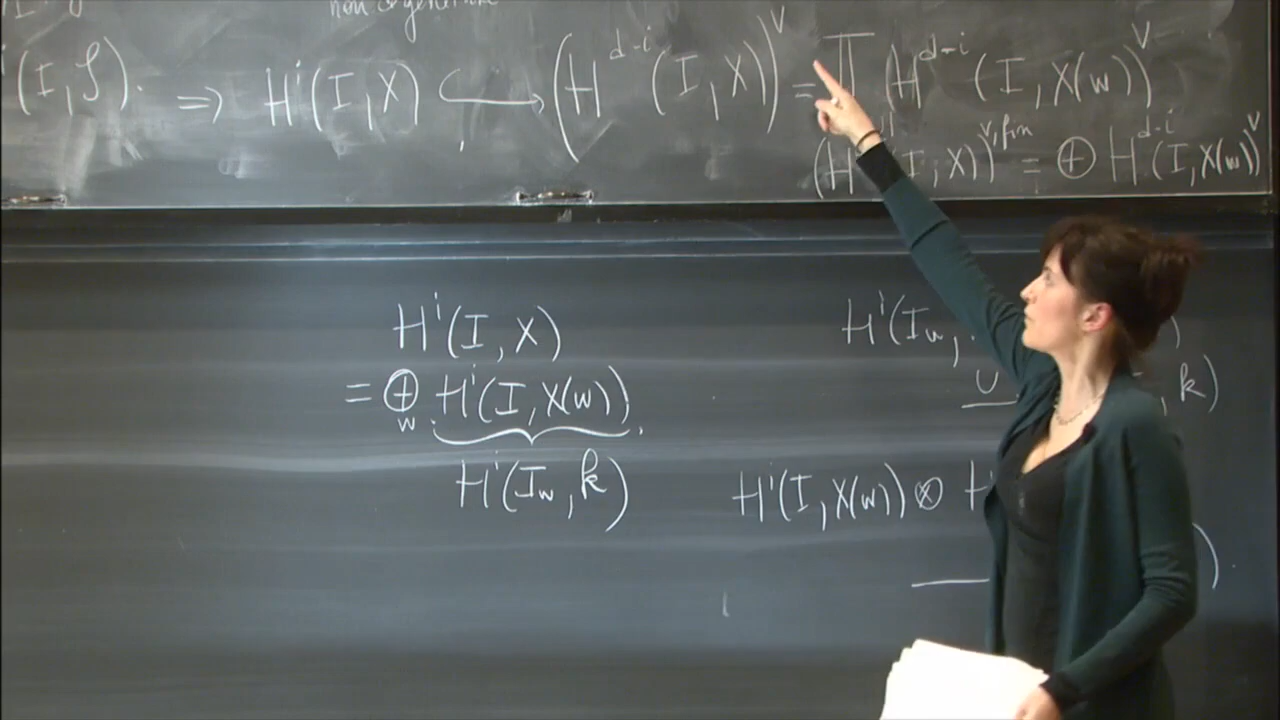 non degenerate
(I, S). ⇒ Hⁱ(I, X) ↪ (H^{d-i}(I, X))^∨ = ∏ (H^{d-i}(I, X(w))^∨
(H (I, X))^{∨, fin} = ⊕ H^{d-i}(I, X(w))^∨
Hⁱ(I, X)
= ⊕_w Hⁱ(I, X(w))
Hⁱ(I_w, k)
Hⁱ(I_w, )
∪ , k)
Hⁱ(I, X(w)) ⊗ H
)